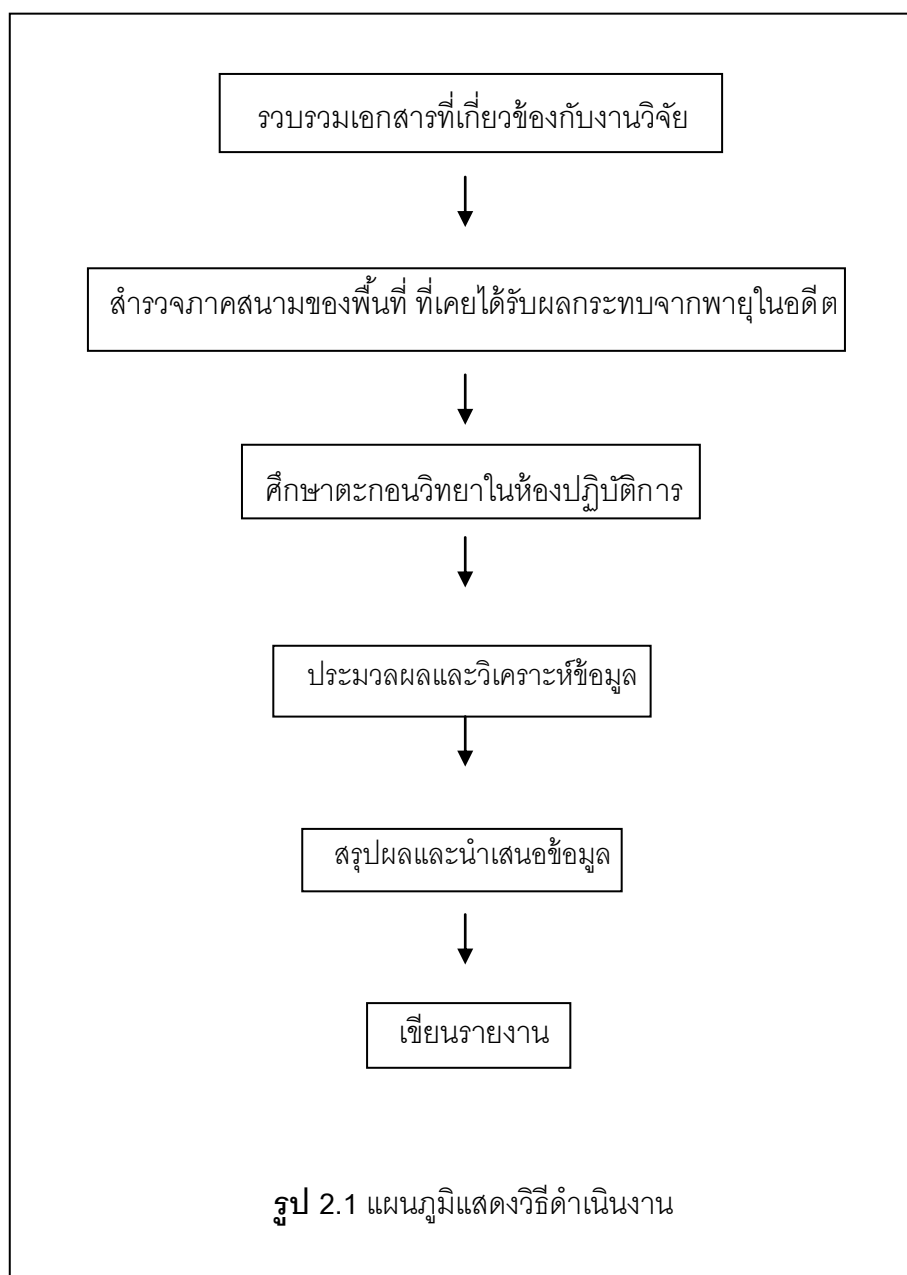 รวบรวมเอกสารที่เกี่ยวข้องกับงานวิจัย
สำรวจภาคสนามของพื้นที่ ที่เคยได้รับผลกระทบจากพายุในอดีต
ศึกษาตะกอนวิทยาในห้องปฏิบัติการ
ประมวลผลและวิเคราะห์ข้อมูล
สรุปผลและนำเสนอข้อมูล
เขียนรายงาน
รูป 2.1 แผนภูมิแสดงวิธีดำเนินงาน